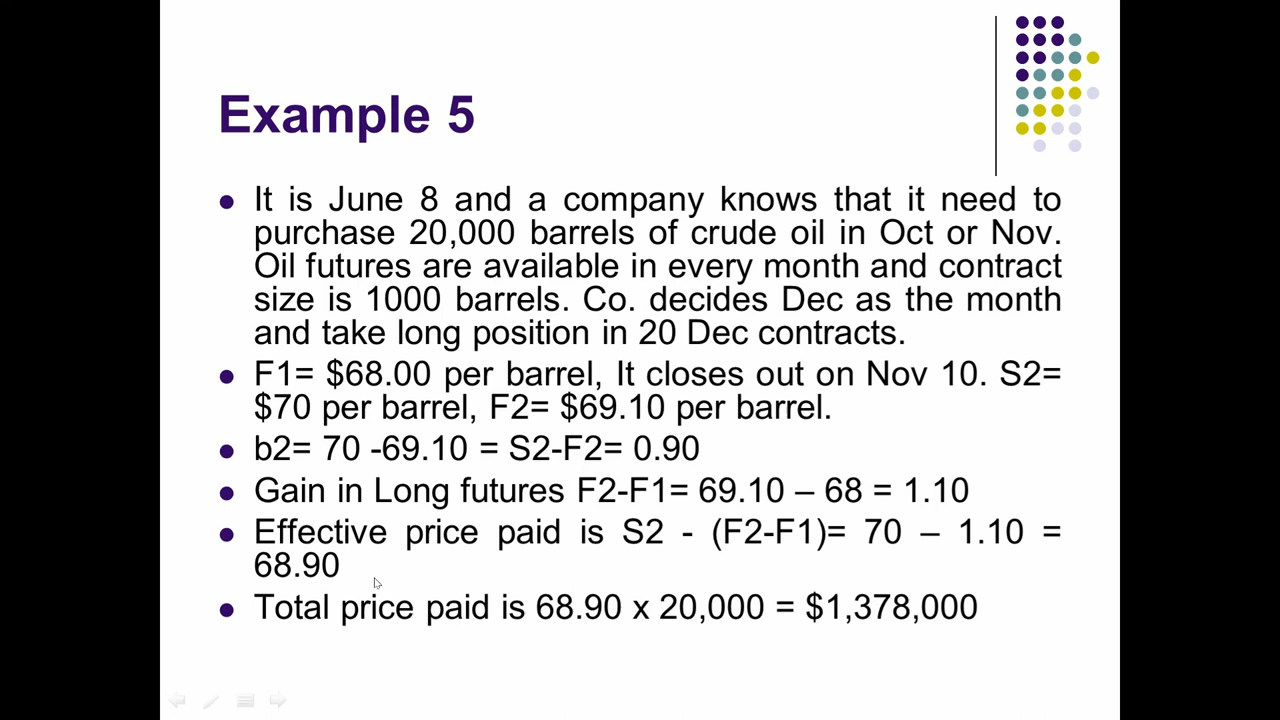 Example 5
It is June 8 and a company knows that it need to
purchase 20,000 barrels of crude oil in Oct or Nov.
Oil futures are available in every month and contract
size is 1000 barrels. Co. decides Dec as the month
and take long position in 20 Dec contracts.
F1= $68.00 per barrel, It closes out on Nov 10. S2=
$70 per barrel, F2= $69.10 per barrel.
b2= 70 -69.10 = S2-F2= 0.90
Gain in Long futures F2-F1= 69.10 – 68 = 1.10
Effective price paid is S2 - (F2-F1)= 70 – 1.10 =
68.90
Total price paid is 68.90 x 20,000 = $1,378,000